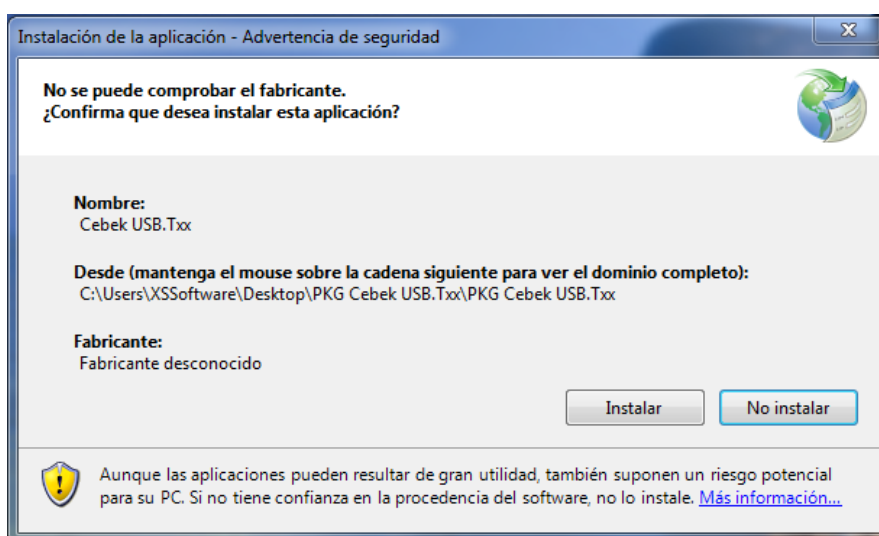 Instalación de la aplicación - Advertencia de seguridad
No se puede comprobar el fabricante.
¿Confirma que desea instalar esta aplicación?
Nombre:
Cebek USB.Txx
Desde (mantenga el mouse sobre la cadena siguiente para ver el dominio completo):
C:\Users\XSSoftware\Desktop\PKG Cebek USB.Txx\PKG Cebek USB.Txx
Fabricante:
Fabricante desconocido
Instalar No instalar
Aunque las aplicaciones pueden resultar de gran utilidad, también suponen un riesgo potencial
para su PC. Si no tiene confianza en la procedencia del software, no lo instale. Más información...